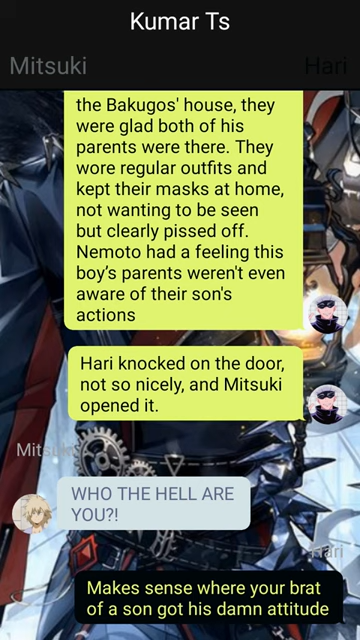 Kumar Ts
Mitsuki
Hari
the Bakugos' house, they
were glad both of his
parents were there. They
wore regular outfits and
kept their masks at home,
not wanting to be seen
but clearly pissed off.
Nemoto had a feeling this
boy’s parents weren't even
aware of their son's
actions
Hari knocked on the door,
not so nicely, and Mitsuki
opened it.
Mitsuki
WHO THE HELL ARE
YOU?!
Hari
Makes sense where your brat
of a son got his damn attitude